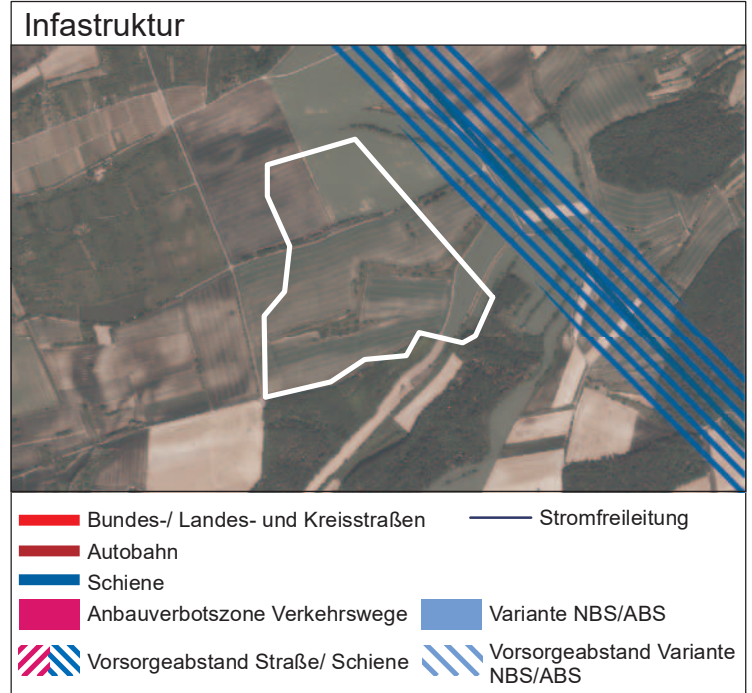 Infastruktur
Bundes-/ Landes- und Kreisstraßen
Stromfreileitung
Autobahn
Schiene
Anbauverbotszone Verkehrswege
Variante NBS/ABS
Vorsorgeabstand Straße/ Schiene
Vorsorgeabstand Variante
NBS/ABS